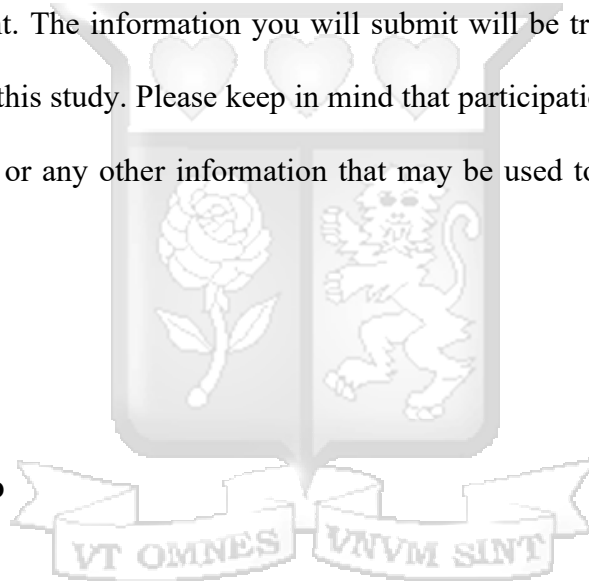 nt. The information you will submit will be tr
this study. Please keep in mind that participatio
or any other information that may be used to
VT OMNES VNVM SINT